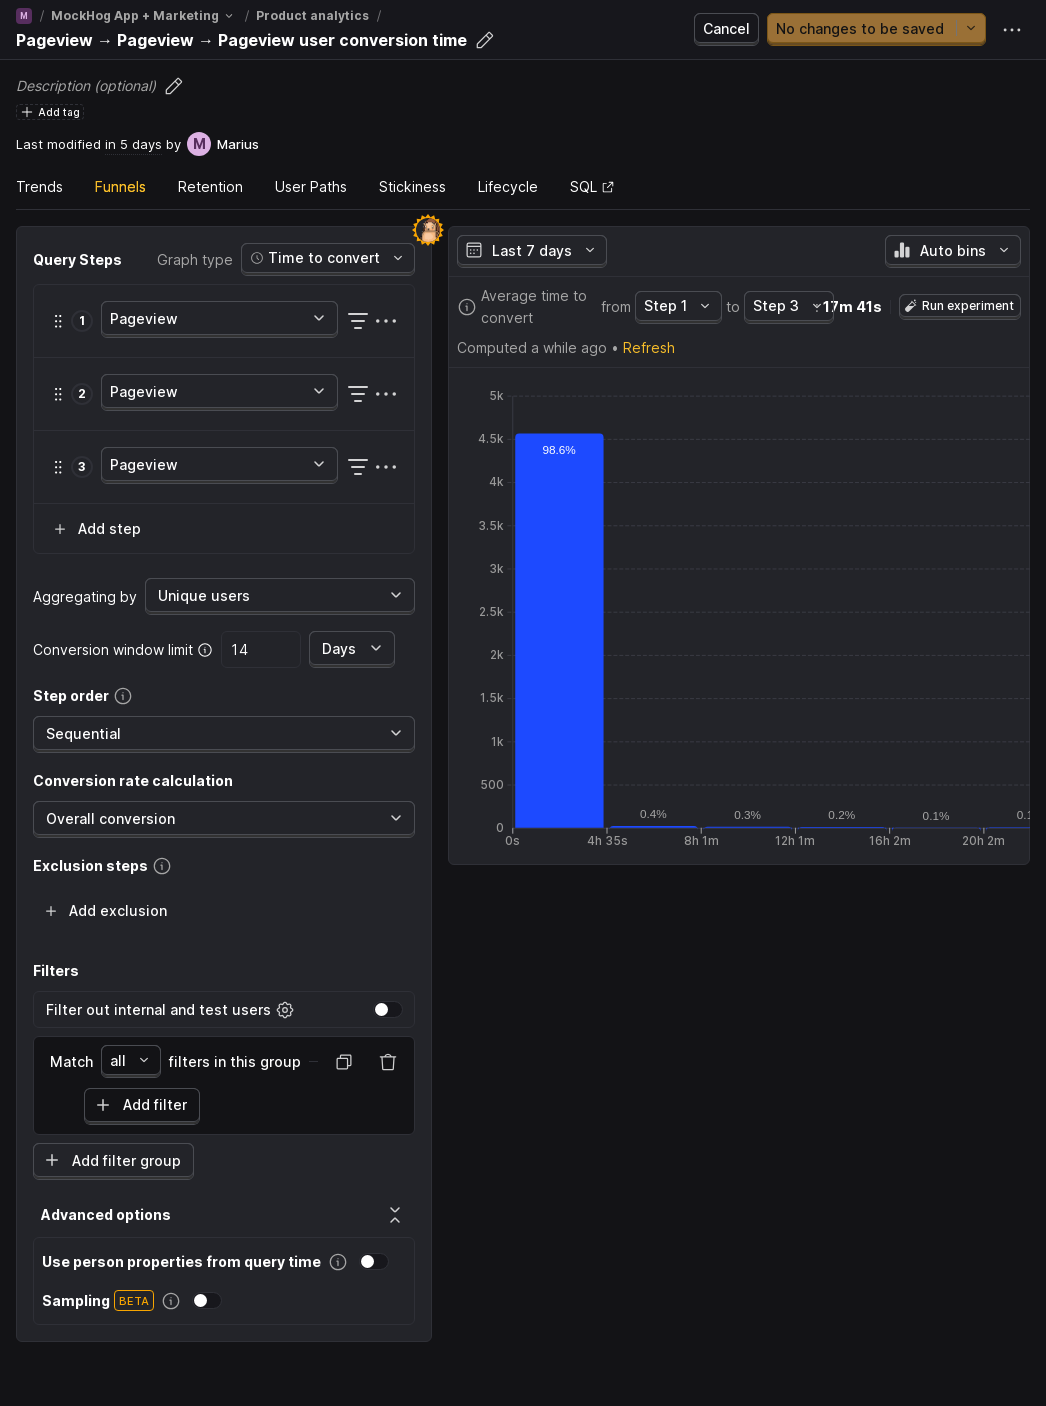 M / MockHog App + Marketing / Product analytics /
Pageview → Pageview → Pageview user conversion time
Cancel
No changes to be saved
Description (optional)
Add tag
Last modified in 5 days by M Marius
Trends Funnels Retention User Paths Stickiness Lifecycle SQL
Query Steps
Graph type Time to convert
1 Pageview
2 Pageview
3 Pageview
Add step
Aggregating by Unique users
Conversion window limit 14 Days
Step order
Sequential
Conversion rate calculation
Overall conversion
Exclusion steps
Add exclusion
Filters
Filter out internal and test users
Match all filters in this group
Add filter
Add filter group
Advanced options
Use person properties from query time
Sampling BETA
Last 7 days
Auto bins
Average time to
convert
from Step 1 to Step 3
17m 41s
Run experiment
Computed a while ago • Refresh
5k
4.5k
4k
3.5k
3k
2.5k
2k
1.5k
1k
500
0
98.6%
0.4% 0.3% 0.2% 0.1%
0s 4h 35s 8h 1m 12h 1m 16h 2m 20h 2m